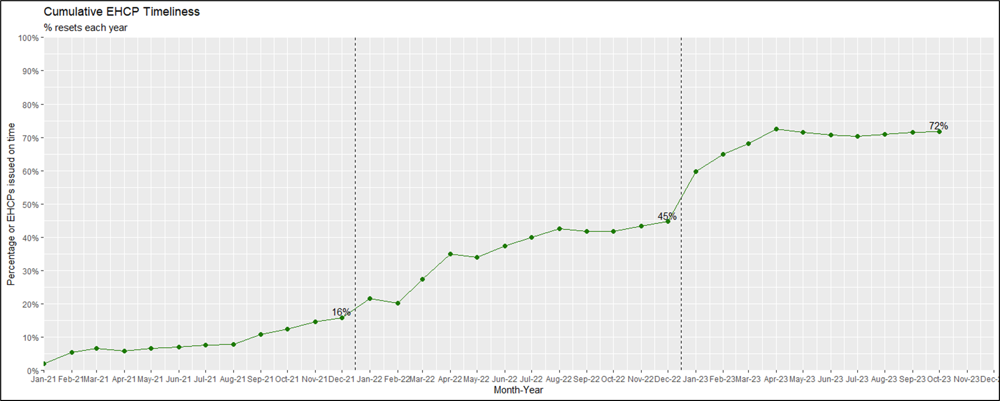 Cumulative EHCP Timeliness
% resets each year
100%
90%
80%
70%
60%
50%
40%
30%
20%
10%
0%
Percentage or EHCPs issued on time
16%
45%
72%
Jan-21 Feb-21 Mar-21 Apr-21 May-21 Jun-21 Jul-21 Aug-21 Sep-21 Oct-21 Nov-21 Dec-21 Jan-22 Feb-22 Mar-22 Apr-22 May-22 Jun-22 Jul-22 Aug-22 Sep-22 Oct-22 Nov-22 Dec-22 Jan-23 Feb-23 Mar-23 Apr-23 May-23 Jun-23 Jul-23 Aug-23 Sep-23 Oct-23 Nov-23 Dec-
Month-Year